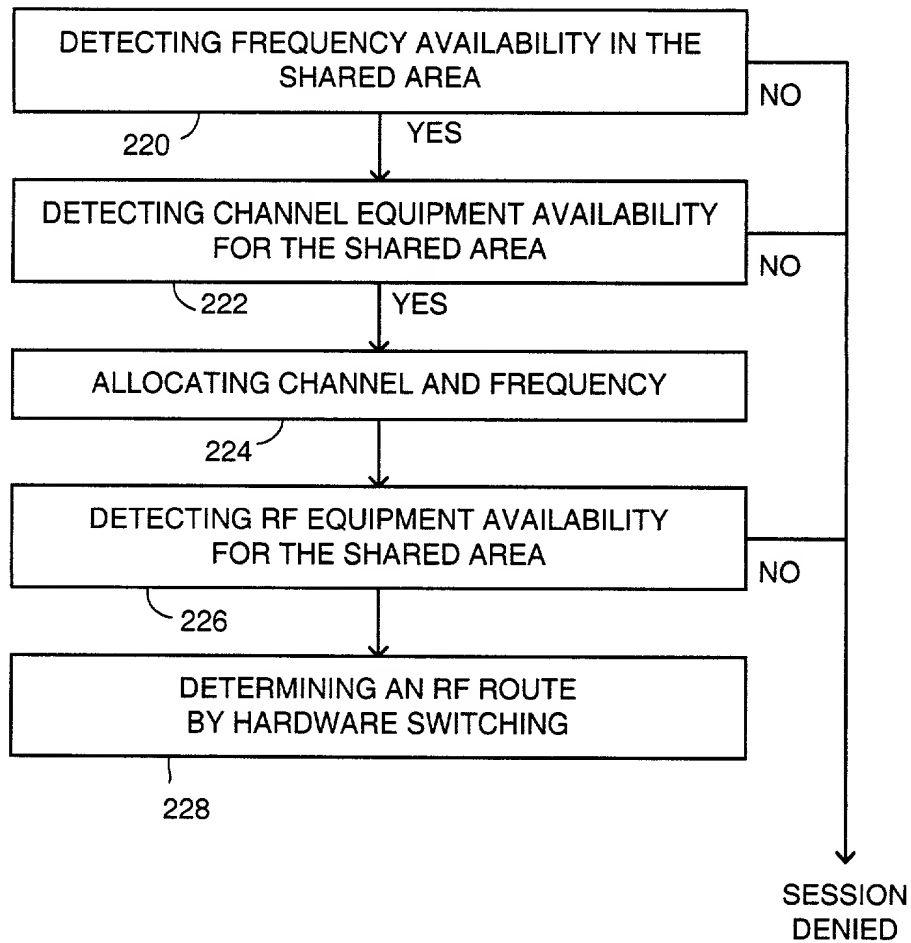 DETECTING FREQUENCY AVAILABILITY IN THE
SHARED AREA
NO
220
YES
DETECTING CHANNEL EQUIPMENT AVAILABILITY
FOR THE SHARED AREA
NO
222
YES
ALLOCATING CHANNEL AND FREQUENCY
224
DETECTING RF EQUIPMENT AVAILABILITY
FOR THE SHARED AREA
NO
226
DETERMINING AN RF ROUTE
BY HARDWARE SWITCHING
228
SESSION
DENIED